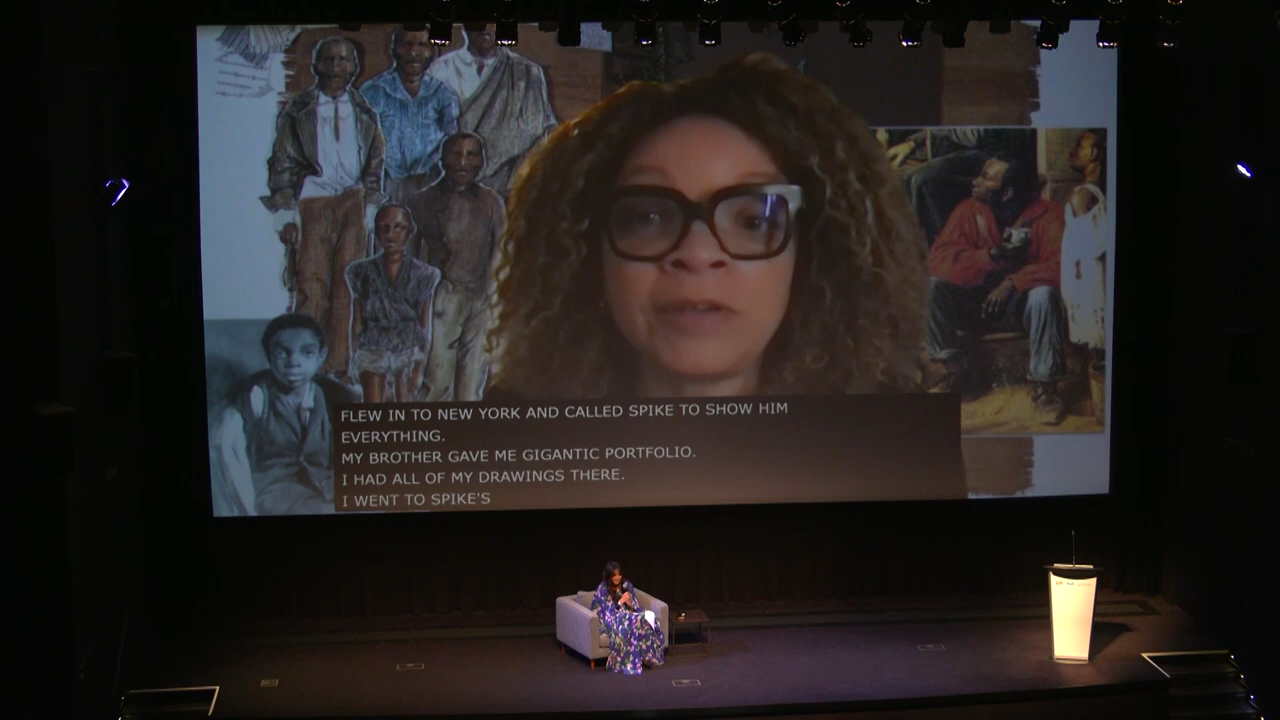 FLEW IN TO NEW YORK AND CALLED SPIKE TO SHOW HIM
EVERYTHING.
MY BROTHER GAVE ME GIGANTIC PORTFOLIO.
I HAD ALL OF MY DRAWINGS THERE.
I WENT TO SPIKE'S